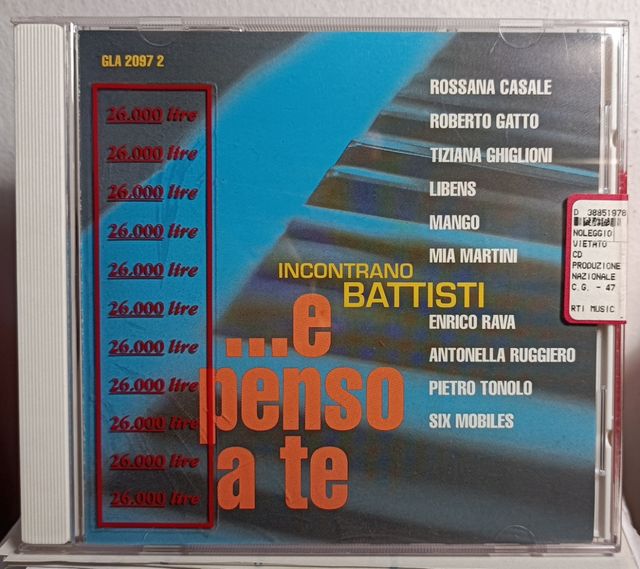 GLA 2097 2
26.000 lire
26.000 lire
26.000 lire
26.000 lire
26.000 lire
26.000 lire
26.000 lire
26.000 lire
26.000 lire
26.000 lire
26.000 lire
ROSSANA CASALE
ROBERTO GATTO
TIZIANA GHIGLIONI
LIBENS
MANGO
MIA MARTINI
INCONTRANO
BATTISTI
...e
penso
a te
ENRICO RAVA
ANTONELLA RUGGIERO
PIETRO TONOLO
SIX MOBILES
D 38851978
NOLEGGIO
VIETATO
CD
PRODUZIONE
NAZIONALE
C.G. - 47
RTI MUSIC